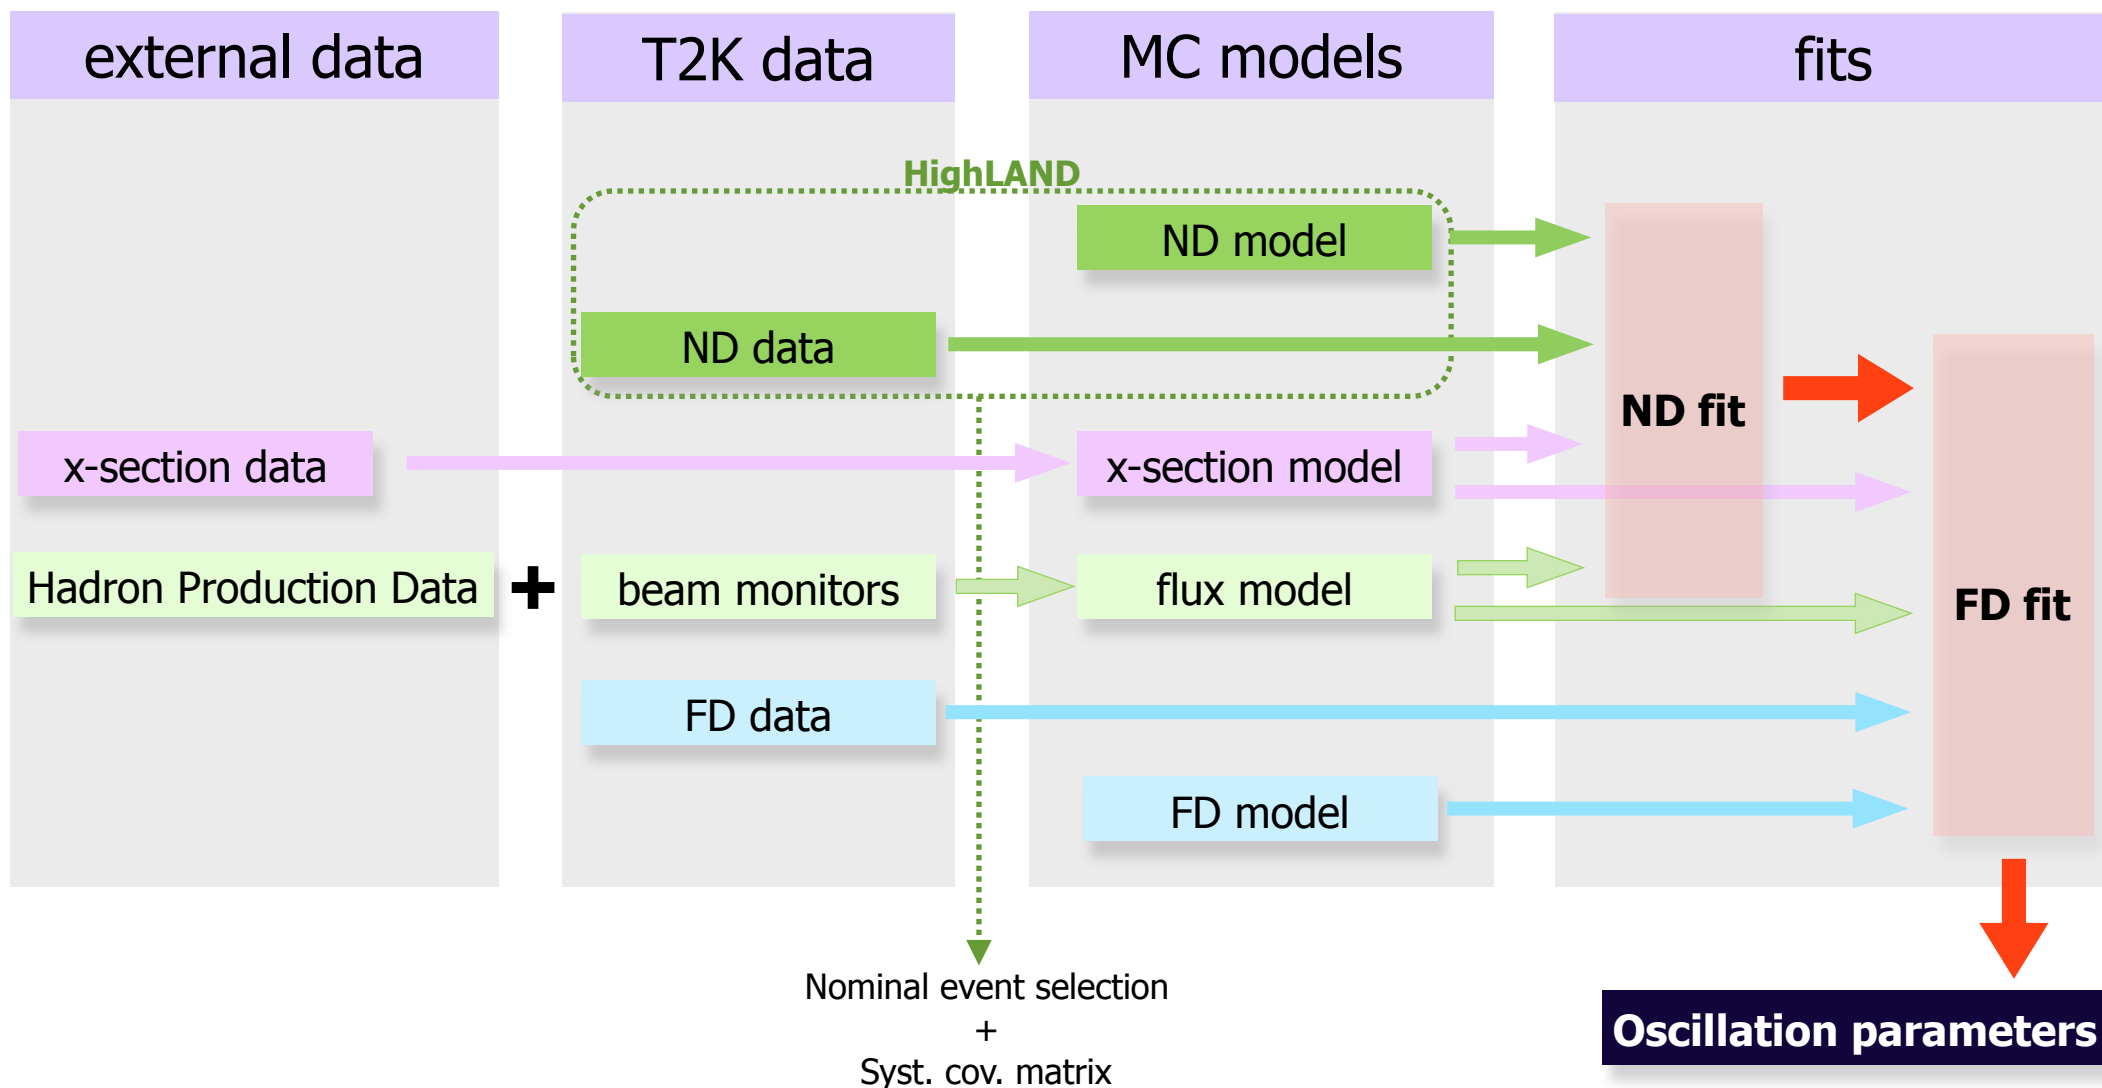 external data
T2K data
MC models
fits
HighLAND
ND model
ND data
ND fit
x-section data
x-section model
Hadron Production Data
+
beam monitors
flux model
FD fit
FD data
FD model
Nominal event selection
+
Syst. cov. matrix
Oscillation parameters